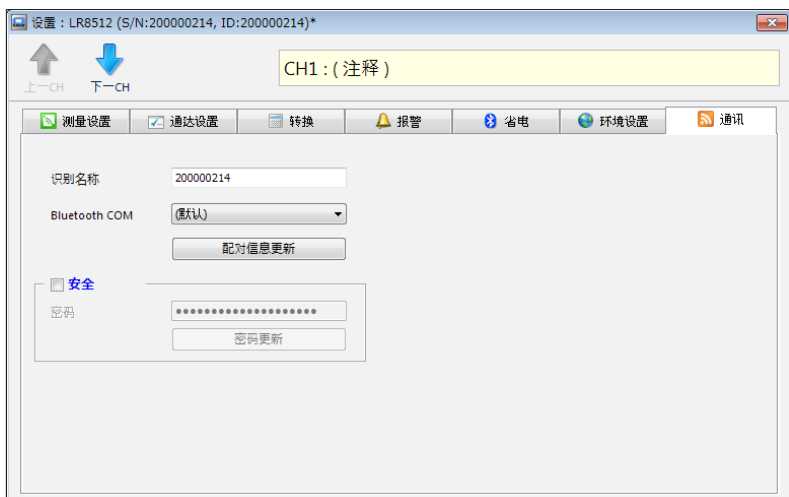 设置：LR8512 (S/N:200000214, ID:200000214)*
上一CH
下一CH
CH1 : ( 注释 )
测量设置
通达设置
转换
报警
省电
环境设置
通讯
识别名称
200000214
Bluetooth COM
(默认)
配对信息更新
安全
密码
••••••••••••••••••••
密码更新